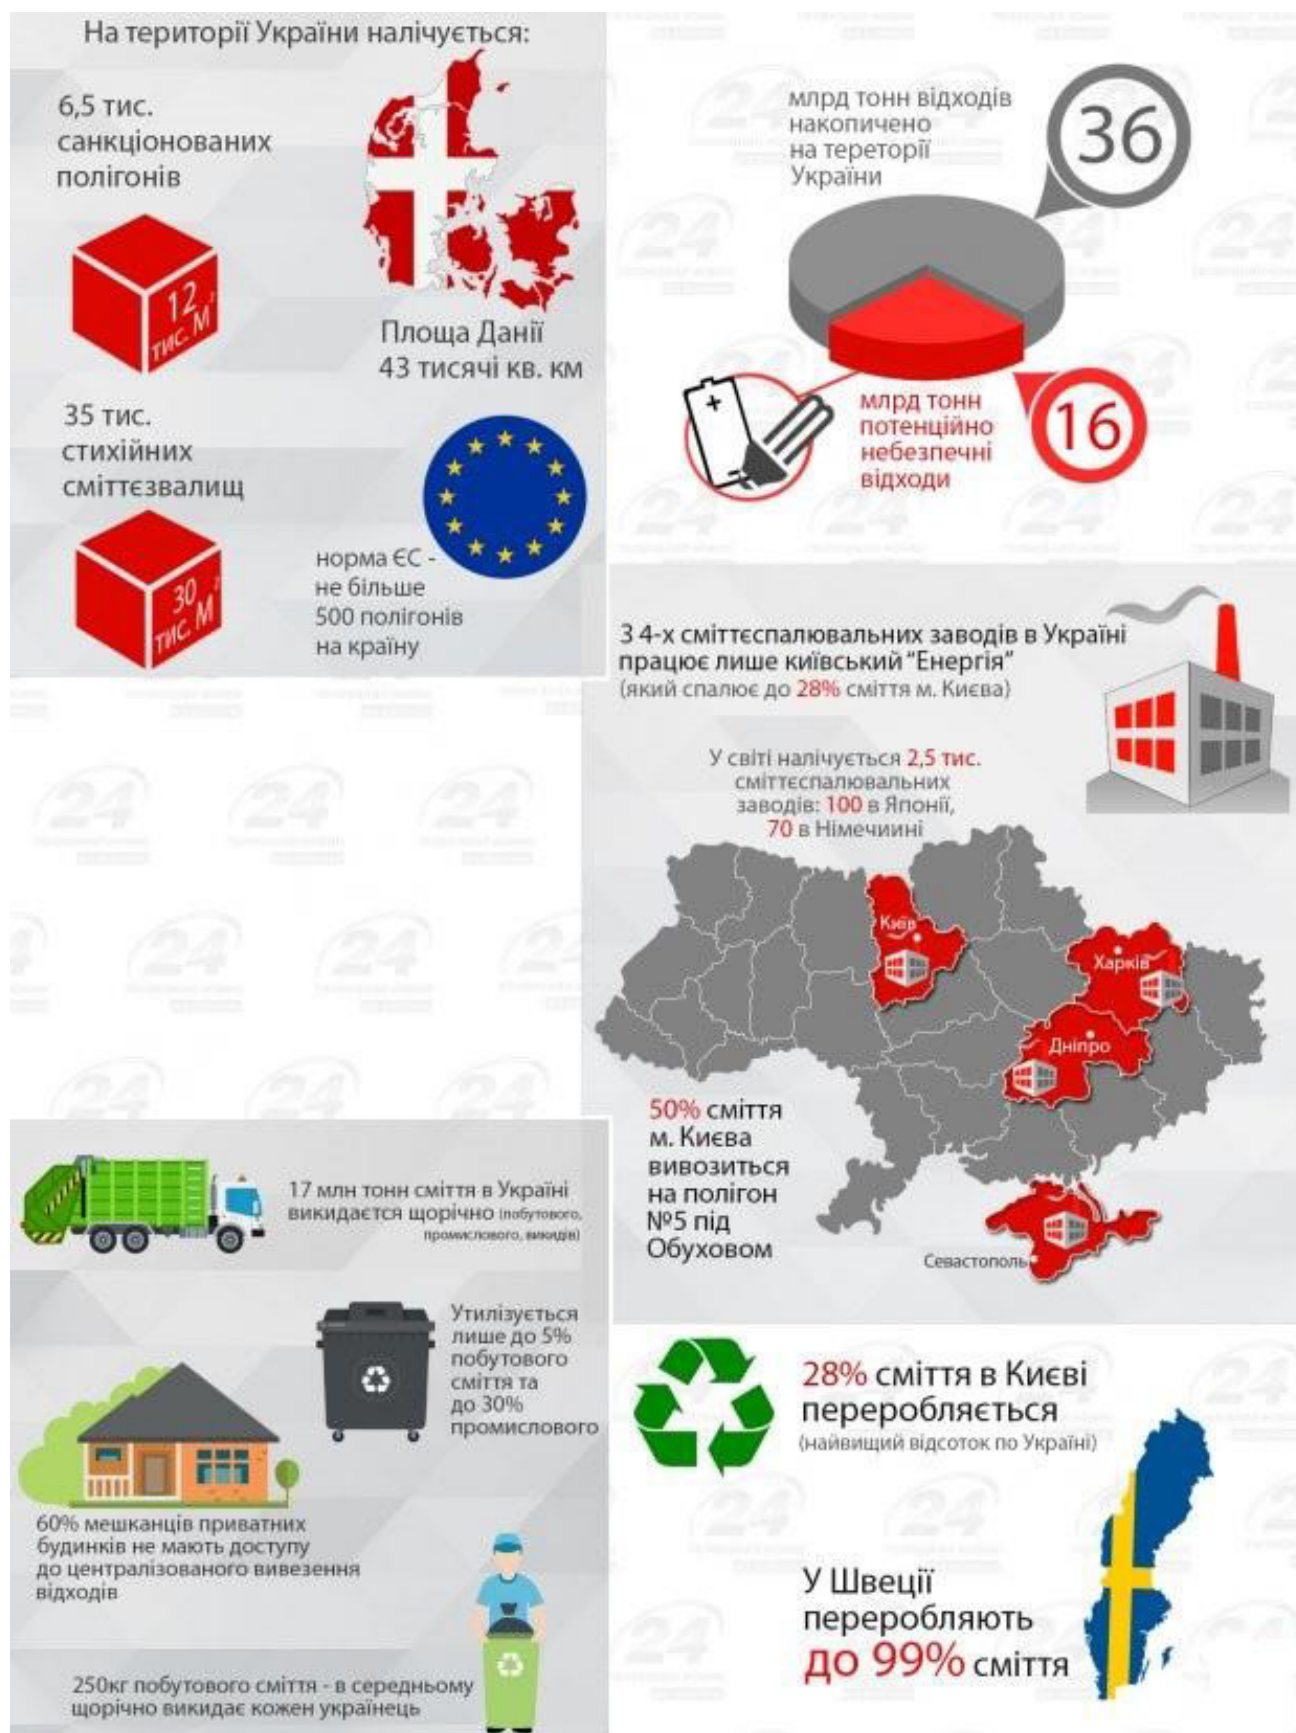 На території України налічується:
6,5 тис.
санкціонованих
полігонів
12
тис. м²
Площа Данії
43 тисячі кв. км
35 тис.
стихійних
сміттєзвалищ
30
тис. м²
норма ЄС -
не більше
500 полігонів
на країну
млрд тонн відходів
накопичено
на тереторії
України
36
млрд тонн
потенційно
небезпечні
відходи
16
З 4-х сміттєспалювальних заводів в Україні
працює лише київський "Енергія"
(який спалює до 28% сміття м. Києва)
У світі налічується 2,5 тис.
сміттєспалювальних
заводів: 100 в Японії,
70 в Німечиині
Київ
Харків
Дніпро
Севастополь
50% сміття
м. Києва
вивозиться
на полігон
№5 під
Обуховом
17 млн тонн сміття в Україні
викидаєтся щорічно (побутового,
промислового, викидів)
Утилізується
лише до 5%
побутового
сміття та
до 30%
промислового
60% мешканців приватних
будинків не мають доступу
до централізованого вивезення
відходів
250кг побутового сміття - в середньому
щорічно викидає кожен українець
28% сміття в Києві
переробляється
(найвищий відсоток по Україні)
У Швеції
переробляють
до 99% сміття
24